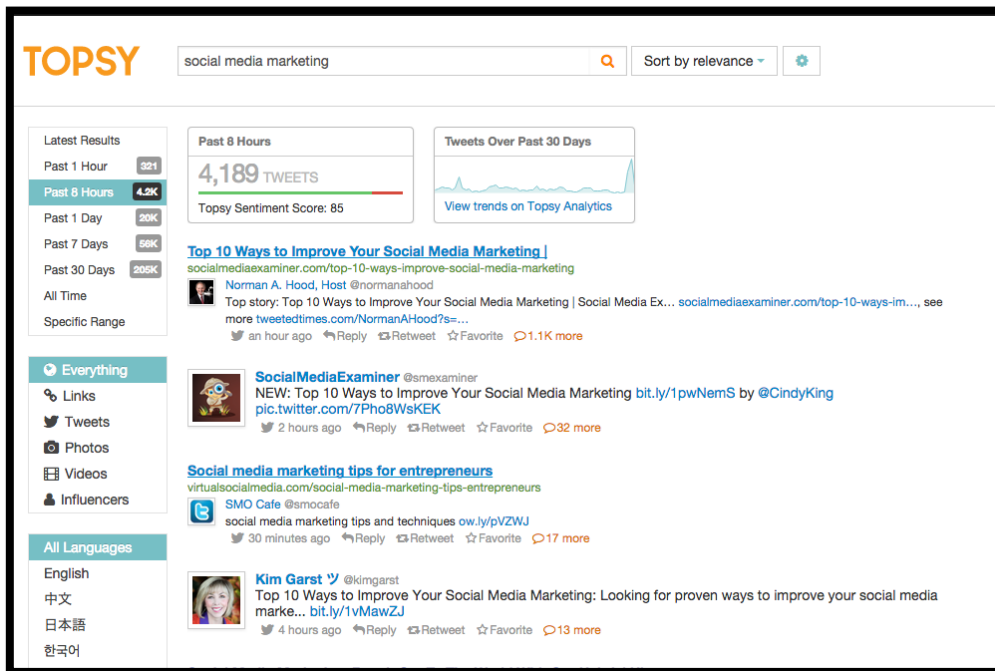 TOPSY
social media marketing
Sort by relevance
Latest Results
Past 1 Hour 321
Past 8 Hours 4.2K
Past 1 Day 20K
Past 7 Days 56K
Past 30 Days 205K
All Time
Specific Range
Everything
Links
Tweets
Photos
Videos
Influencers
All Languages
English
中文
日本語
한국어
Past 8 Hours
4,189 TWEETS
Topsy Sentiment Score: 85
Tweets Over Past 30 Days
View trends on Topsy Analytics
Top 10 Ways to Improve Your Social Media Marketing |
socialmediaexaminer.com/top-10-ways-improve-social-media-marketing
Norman A. Hood, Host @normanahood
Top story: Top 10 Ways to Improve Your Social Media Marketing | Social Media Ex... socialmediaexaminer.com/top-10-ways-im..., see
more tweetedtimes.com/NormanAHood?s=...
an hour ago Reply Retweet Favorite 1.1K more
SocialMediaExaminer @smexaminer
NEW: Top 10 Ways to Improve Your Social Media Marketing bit.ly/1pwNemS by @CindyKing
pic.twitter.com/7Pho8WsKEK
2 hours ago Reply Retweet Favorite 32 more
Social media marketing tips for entrepreneurs
virtualsocialmedia.com/social-media-marketing-tips-entrepreneurs
SMO Cafe @smocafe
social media marketing tips and techniques ow.ly/pVZWJ
30 minutes ago Reply Retweet Favorite 17 more
Kim Garst ツ @kimgarst
Top 10 Ways to Improve Your Social Media Marketing: Looking for proven ways to improve your social media
marke... bit.ly/1vMawZJ
4 hours ago Reply Retweet Favorite 13 more